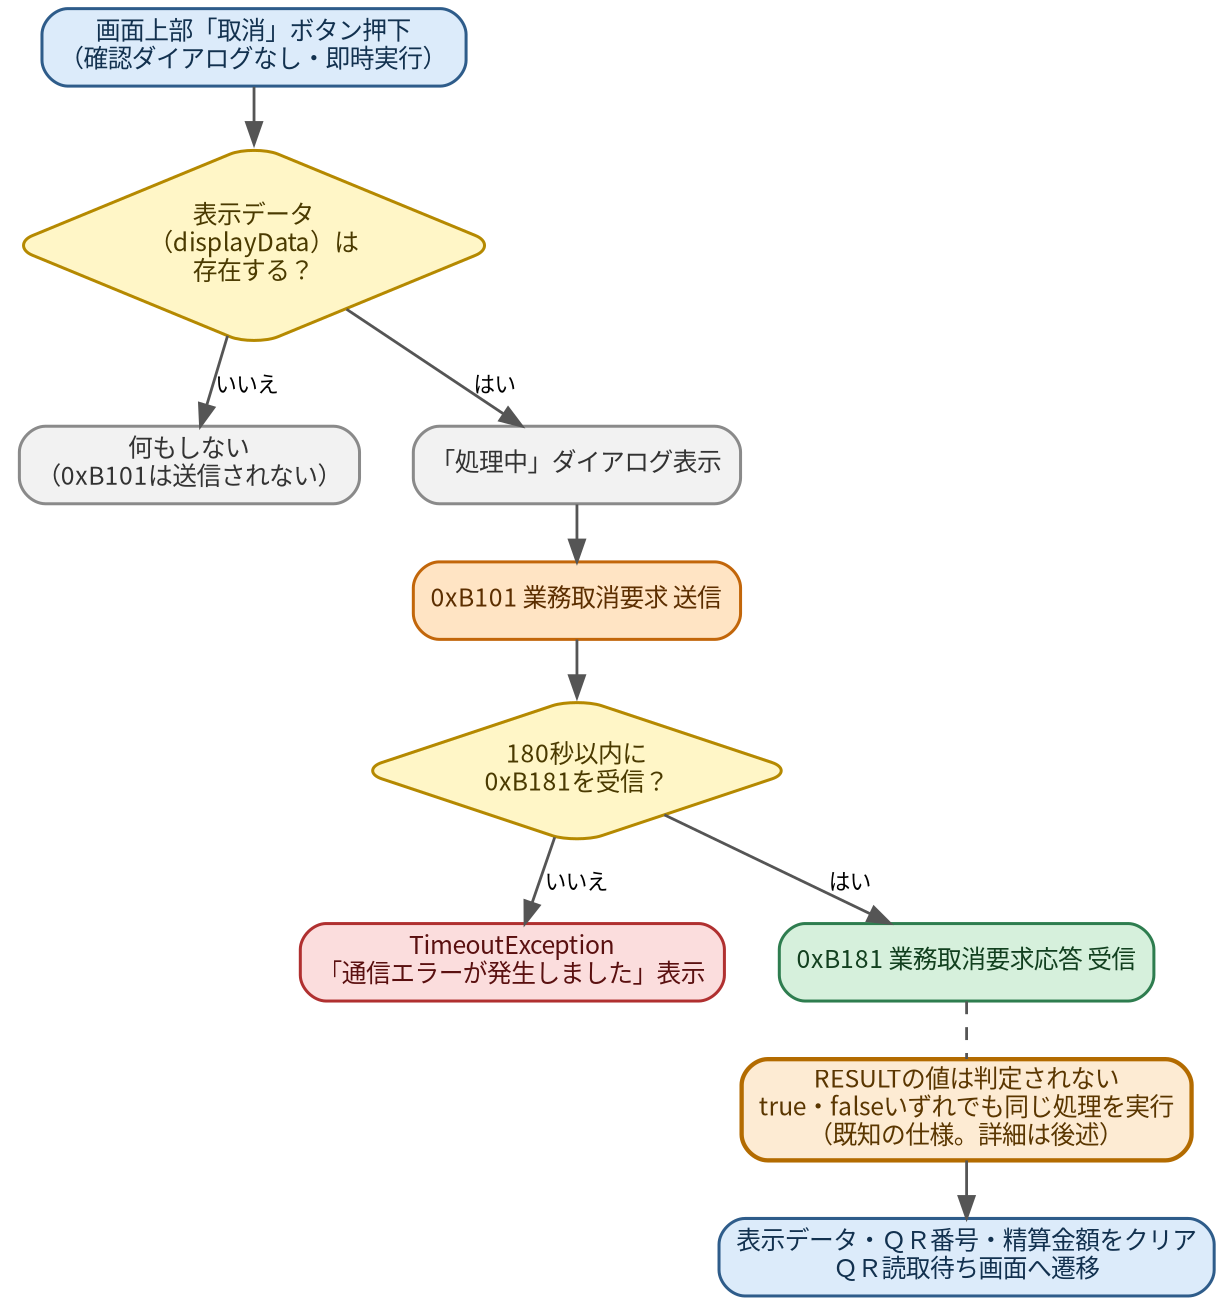 画面上部「取消」ボタン押下
（確認ダイアログなし・即時実行）
表示データ
（displayData）は
存在する？
いいえ
はい
何もしない
（0xB101は送信されない）
「処理中」ダイアログ表示
0xB101 業務取消要求 送信
180秒以内に
0xB181を受信？
いいえ
はい
TimeoutException
「通信エラーが発生しました」表示
0xB181 業務取消要求応答 受信
RESULTの値は判定されない
true・falseいずれでも同じ処理を実行
（既知の仕様。詳細は後述）
表示データ・ＱＲ番号・精算金額をクリア
ＱＲ読取待ち画面へ遷移